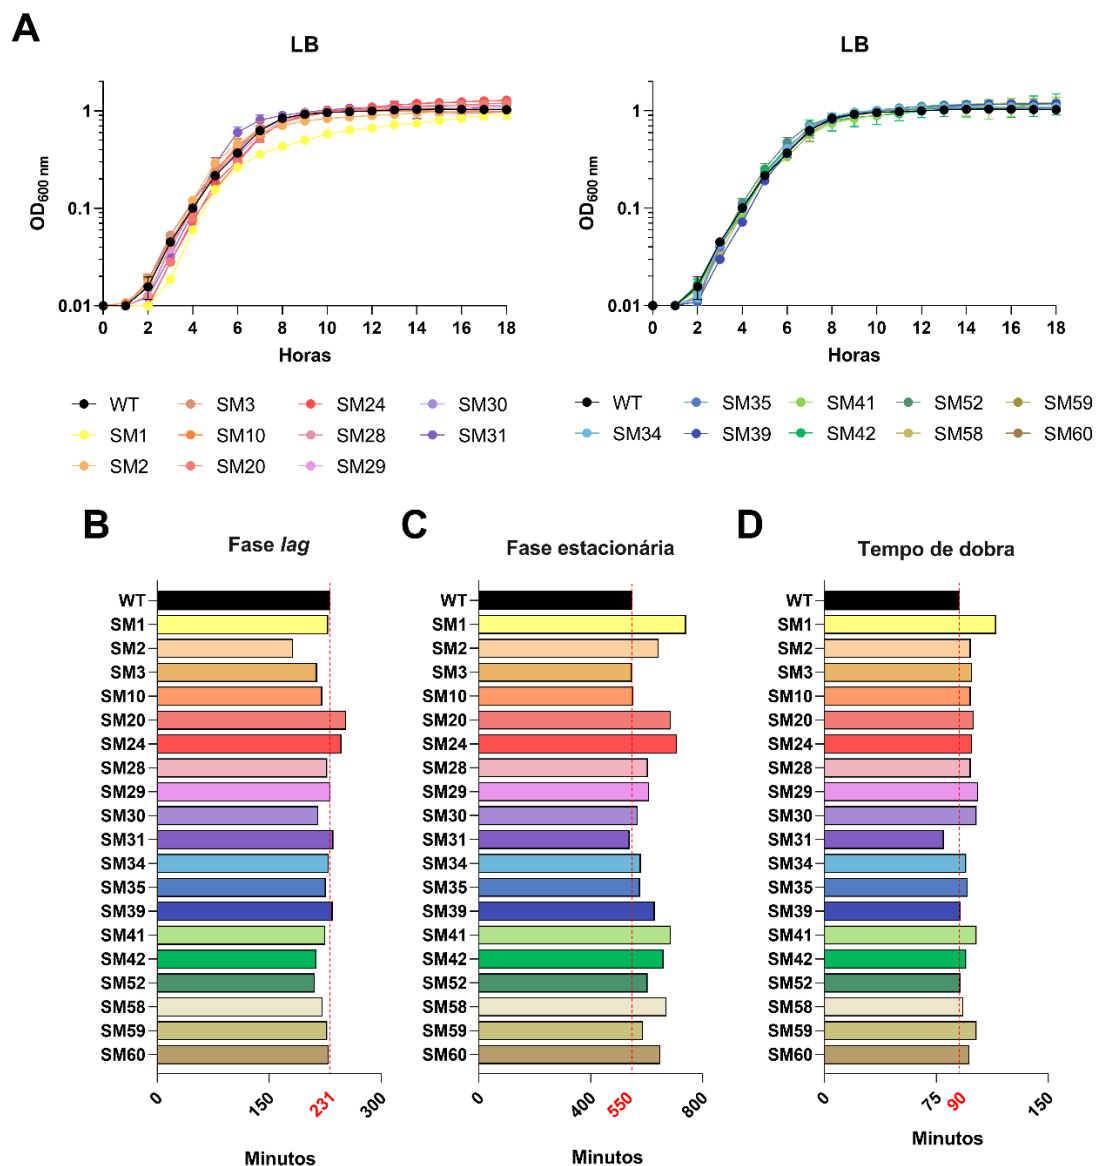 A
LB
LB
OD600 nm
1
0.1
0.01
0 2 4 6 8 10 12 14 16 18
Horas
OD600 nm
1
0.1
0.01
0 2 4 6 8 10 12 14 16 18
Horas
WT SM3 SM24 SM30
SM1 SM10 SM28 SM31
SM2 SM20 SM29
WT SM35 SM41 SM52 SM59
SM34 SM39 SM42 SM58 SM60
B
Fase lag
WT
SM1
SM2
SM3
SM10
SM20
SM24
SM28
SM29
SM30
SM31
SM34
SM35
SM39
SM41
SM42
SM52
SM58
SM59
SM60
0 150 231 300
Minutos
C
Fase estacionária
WT
SM1
SM2
SM3
SM10
SM20
SM24
SM28
SM29
SM30
SM31
SM34
SM35
SM39
SM41
SM42
SM52
SM58
SM59
SM60
0 400 550 800
Minutos
D
Tempo de dobra
WT
SM1
SM2
SM3
SM10
SM20
SM24
SM28
SM29
SM30
SM31
SM34
SM35
SM39
SM41
SM42
SM52
SM58
SM59
SM60
0 75 90 150
Minutos